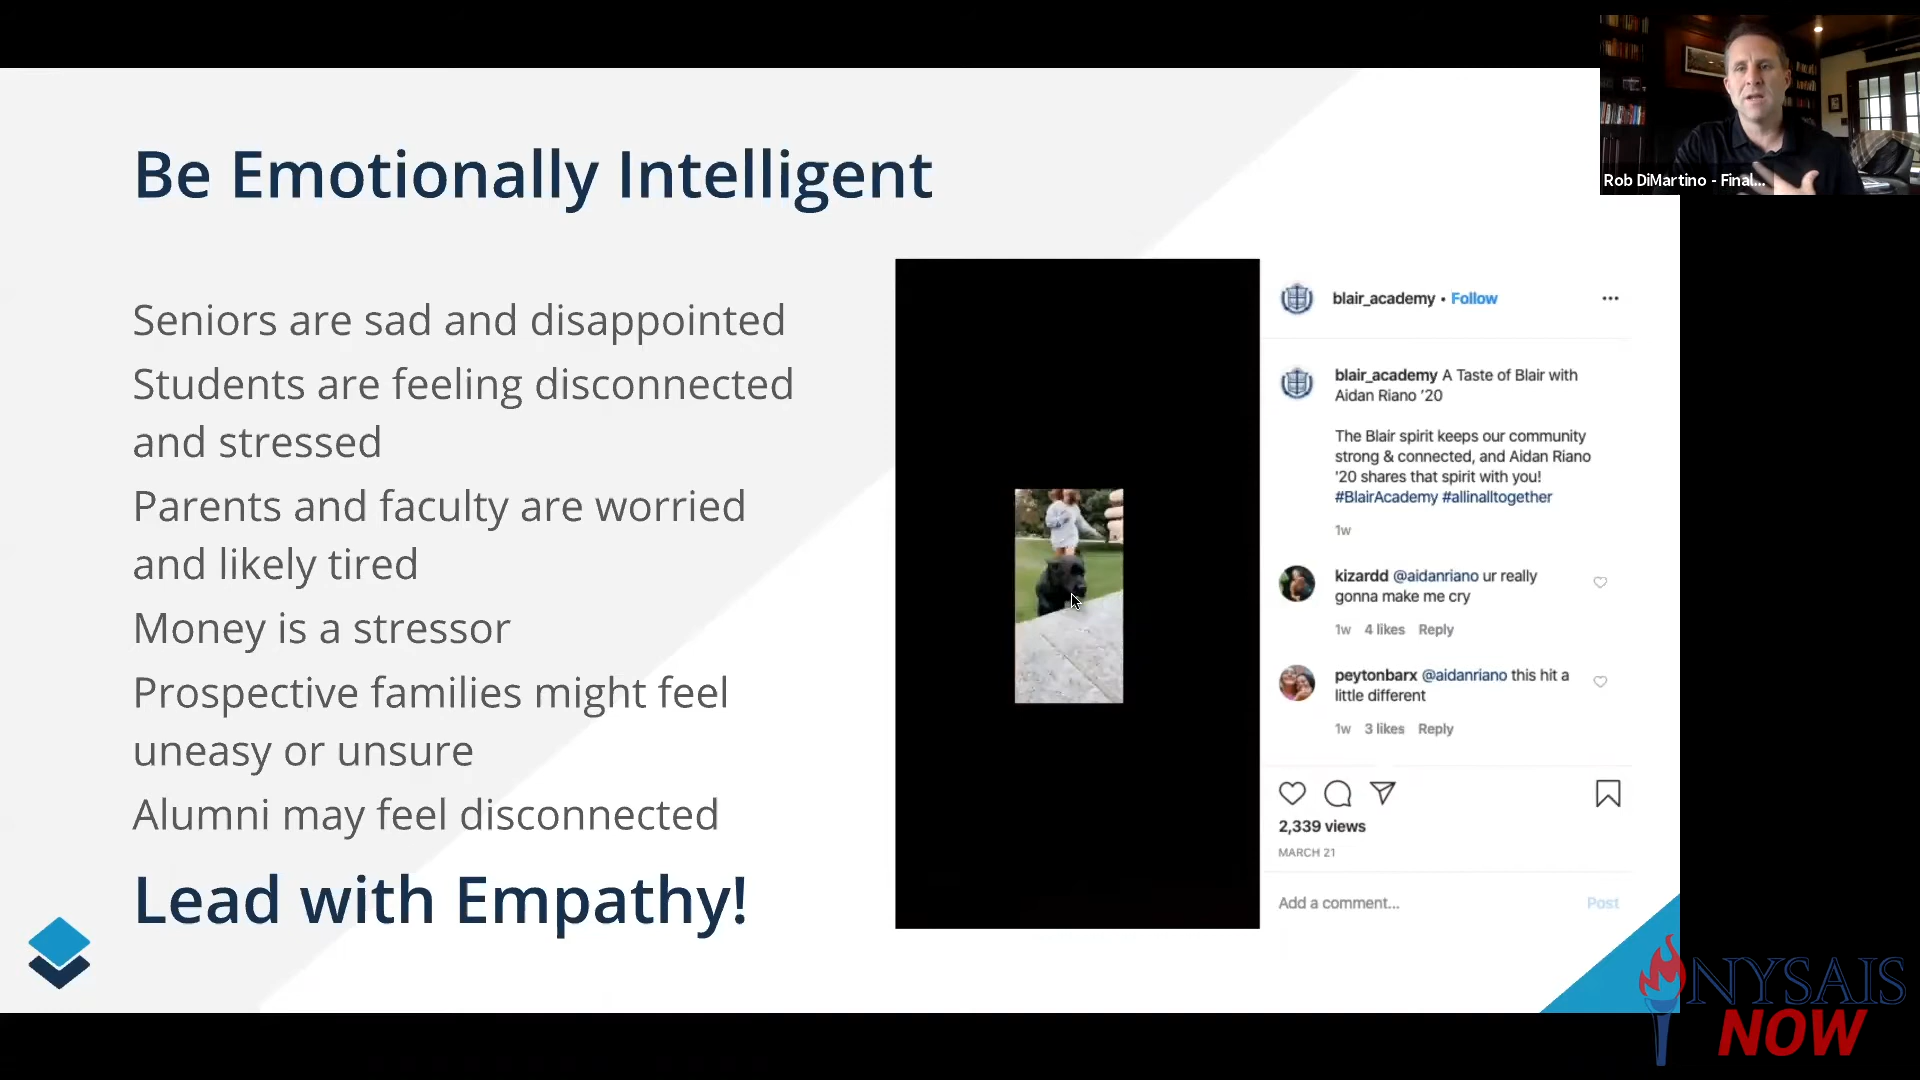 Rob DiMartino - Final...
Be Emotionally Intelligent
Seniors are sad and disappointed
Students are feeling disconnected
and stressed
Parents and faculty are worried
and likely tired
Money is a stressor
Prospective families might feel
uneasy or unsure
Alumni may feel disconnected
Lead with Empathy!
blair_academy • Follow
blair_academy A Taste of Blair with
Aidan Riano '20
The Blair spirit keeps our community
strong & connected, and Aidan Riano
'20 shares that spirit with you!
#BlairAcademy #allinalltogether
1w
kizardd @aidanriano ur really
gonna make me cry
1w 4 likes Reply
peytonbarx @aidanriano this hit a
little different
1w 3 likes Reply
2,339 views
MARCH 21
Add a comment... Post
NYSAIS
NOW